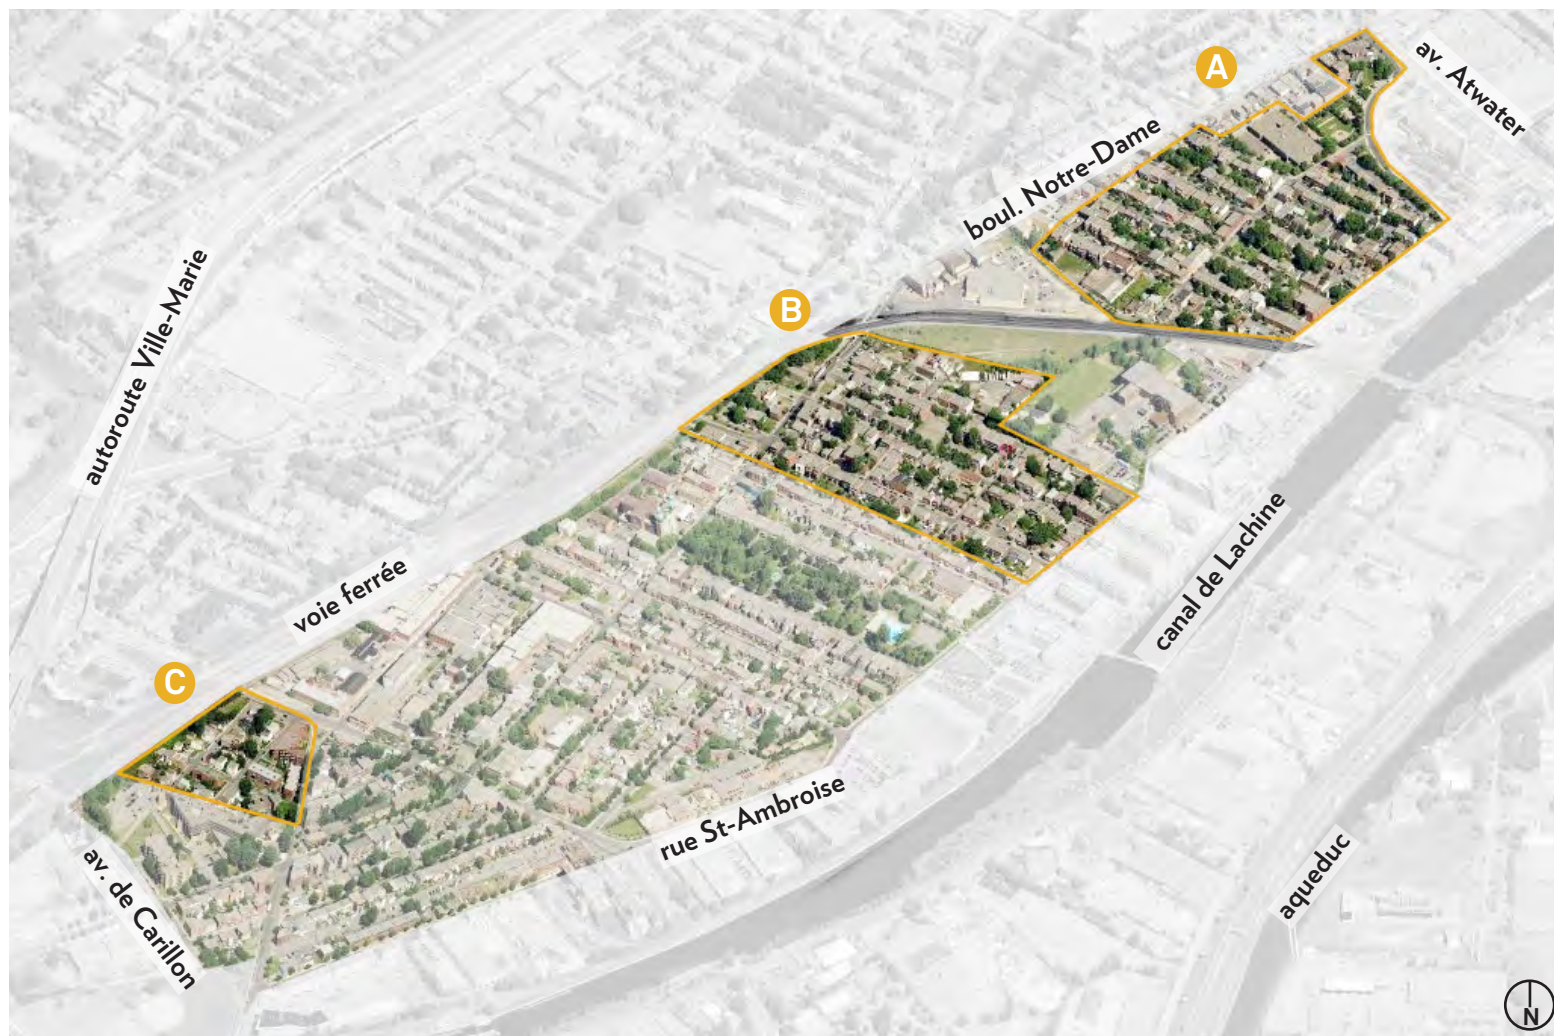 A
av. Atwater
boul. Notre-Dame
B
autoroute Ville-Marie
canal de Lachine
voie ferrée
C
rue St-Ambroise
av. de Carillon
aqueduc
N